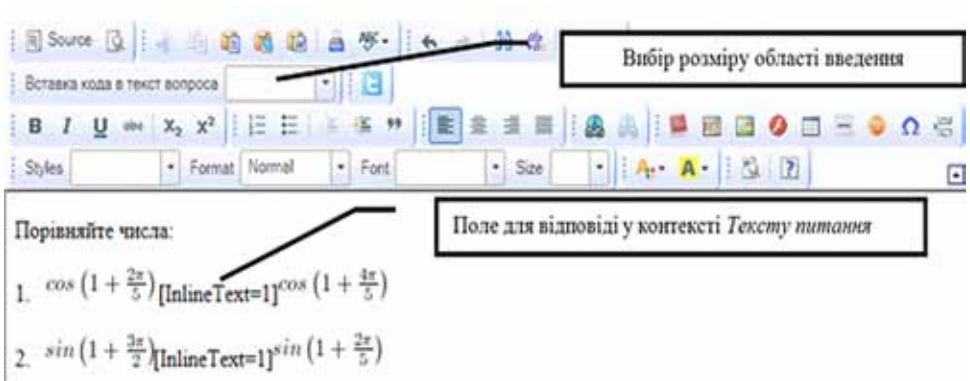 Source
Вставка кода в текст вопроса
Вибір розміру області введення
B I U abc X₂ X²
Styles Format Normal Font Size
Порівняйте числа:
Поле для відповіді у контексті Тексту питання
1. cos (1 + 2π/5) [InlineText=1] cos (1 + 4π/5)
2. sin (1 + 3π/2) [InlineText=1] sin (1 + 2π/5)